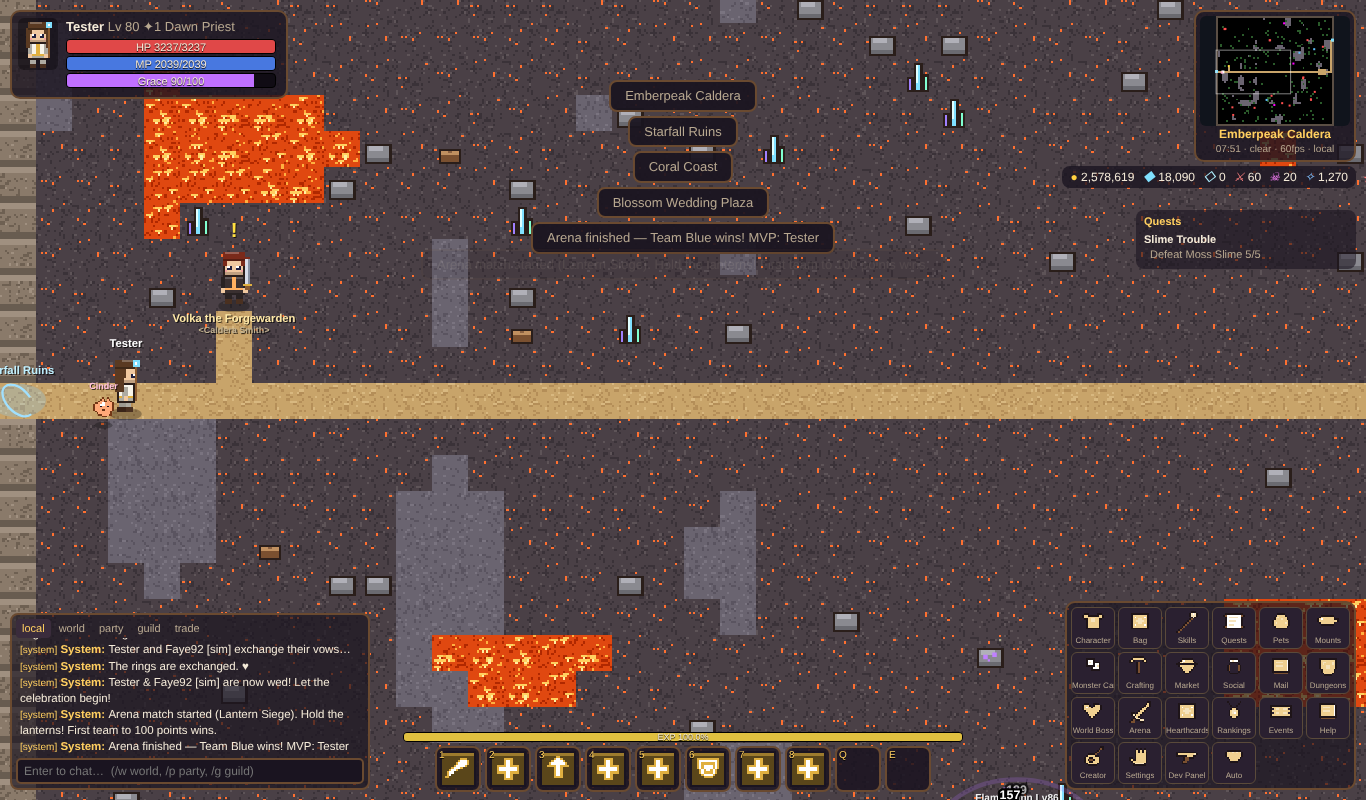 Tester Lv 80 ✦1 Dawn Priest
HP 3237/3237
MP 2039/2039
Grace 90/100
Emberpeak Caldera
Starfall Ruins
Coral Coast
Blossom Wedding Plaza
Arena finished — Team Blue wins! MVP: Tester
Emberpeak Caldera
07:51 · clear · 60fps · local
2,578,619 18,090 0 60 20 1,270
Quests
Slime Trouble
Defeat Moss Slime 5/5
!
Volka the Forgewarden
<Caldera Smith>
Tester
rfall Ruins
Cinder
local world party guild trade
[system] System: Tester and Faye92 [sim] exchange their vows…
[system] System: The rings are exchanged. ♥
[system] System: Tester & Faye92 [sim] are now wed! Let the
celebration begin!
[system] System: Arena match started (Lantern Siege). Hold the
lanterns! First team to 100 points wins.
[system] System: Arena finished — Team Blue wins! MVP: Tester
Enter to chat… (/w world, /p party, /g guild)
EXP 100.0%
1 2 3 4 5 6 7 8 Q E
157
Lv86
Character Bag Skills Quests Pets Mounts
Monster Ca Crafting Market Social Mail Dungeons
World Boss Arena Hearthcards Rankings Events Help
Creator Settings Dev Panel Auto